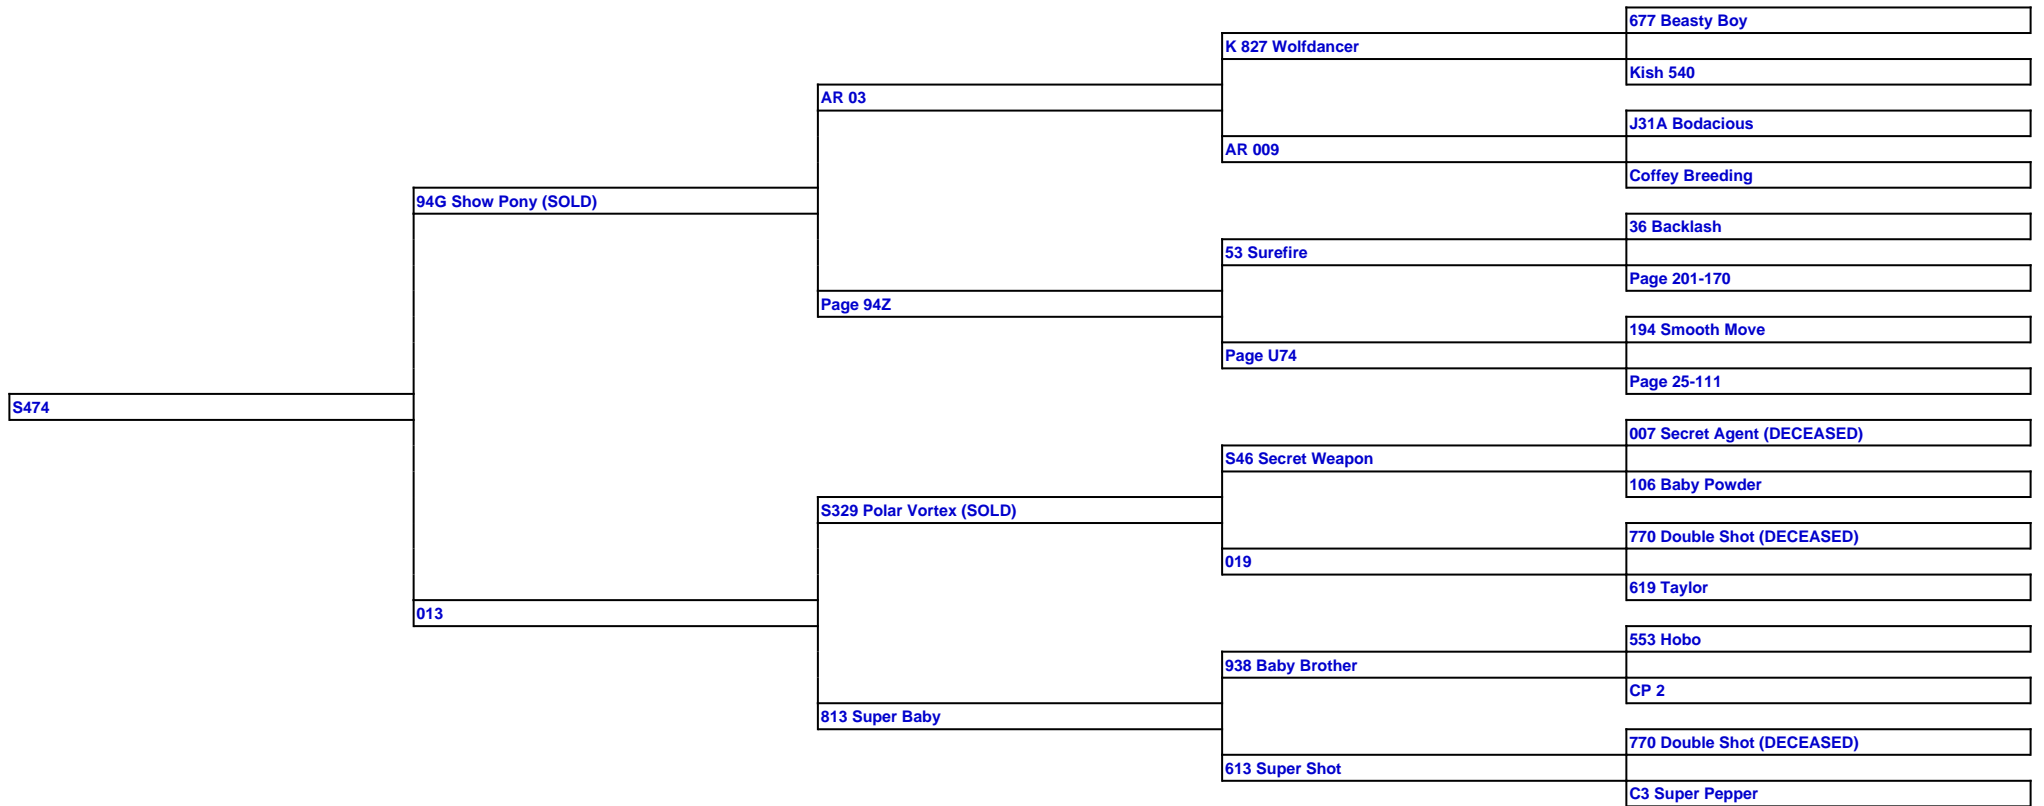 677 Beasty Boy
K 827 Wolfdancer
Kish 540
AR 03
J31A Bodacious
AR 009
Coffey Breeding
94G Show Pony (SOLD)
36 Backlash
53 Surefire
Page 201-170
Page 94Z
194 Smooth Move
Page U74
Page 25-111
S474
007 Secret Agent (DECEASED)
S46 Secret Weapon
106 Baby Powder
S329 Polar Vortex (SOLD)
770 Double Shot (DECEASED)
019
619 Taylor
013
553 Hobo
938 Baby Brother
CP 2
813 Super Baby
770 Double Shot (DECEASED)
613 Super Shot
C3 Super Pepper